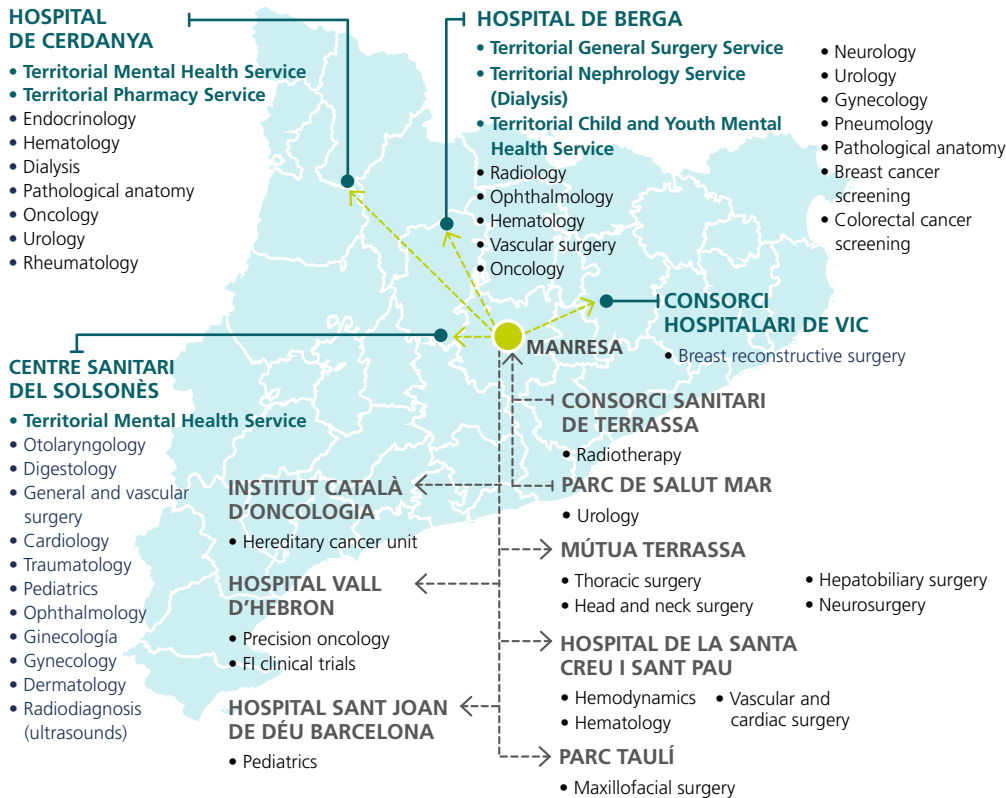 HOSPITAL
DE CERDANYA
• Territorial Mental Health Service
• Territorial Pharmacy Service
• Endocrinology
• Hematology
• Dialysis
• Pathological anatomy
• Oncology
• Urology
• Rheumatology
HOSPITAL DE BERGA
• Territorial General Surgery Service
• Territorial Nephrology Service
(Dialysis)
• Territorial Child and Youth Mental
Health Service
• Radiology
• Ophthalmology
• Hematology
• Vascular surgery
• Oncology
• Neurology
• Urology
• Gynecology
• Pneumology
• Pathological anatomy
• Breast cancer
screening
• Colorectal cancer
screening
CONSORCI
HOSPITALARI DE VIC
• Breast reconstructive surgery
MANRESA
CENTRE SANITARI
DEL SOLSONÈS
• Territorial Mental Health Service
• Otolaryngology
• Digestology
• General and vascular
surgery
• Cardiology
• Traumatology
• Pediatrics
• Ophthalmology
• Ginecología
• Gynecology
• Dermatology
• Radiodiagnosis
(ultrasounds)
CONSORCI SANITARI
DE TERRASSA
• Radiotherapy
PARC DE SALUT MAR
• Urology
INSTITUT CATALÀ
D’ONCOLOGIA
• Hereditary cancer unit
MÚTUA TERRASSA
• Thoracic surgery
• Head and neck surgery
• Hepatobiliary surgery
• Neurosurgery
HOSPITAL VALL
D’HEBRON
• Precision oncology
• FI clinical trials
HOSPITAL DE LA SANTA
CREU I SANT PAU
• Hemodynamics
• Hematology
• Vascular and
cardiac surgery
HOSPITAL SANT JOAN
DE DÉU BARCELONA
• Pediatrics
PARC TAULÍ
• Maxillofacial surgery